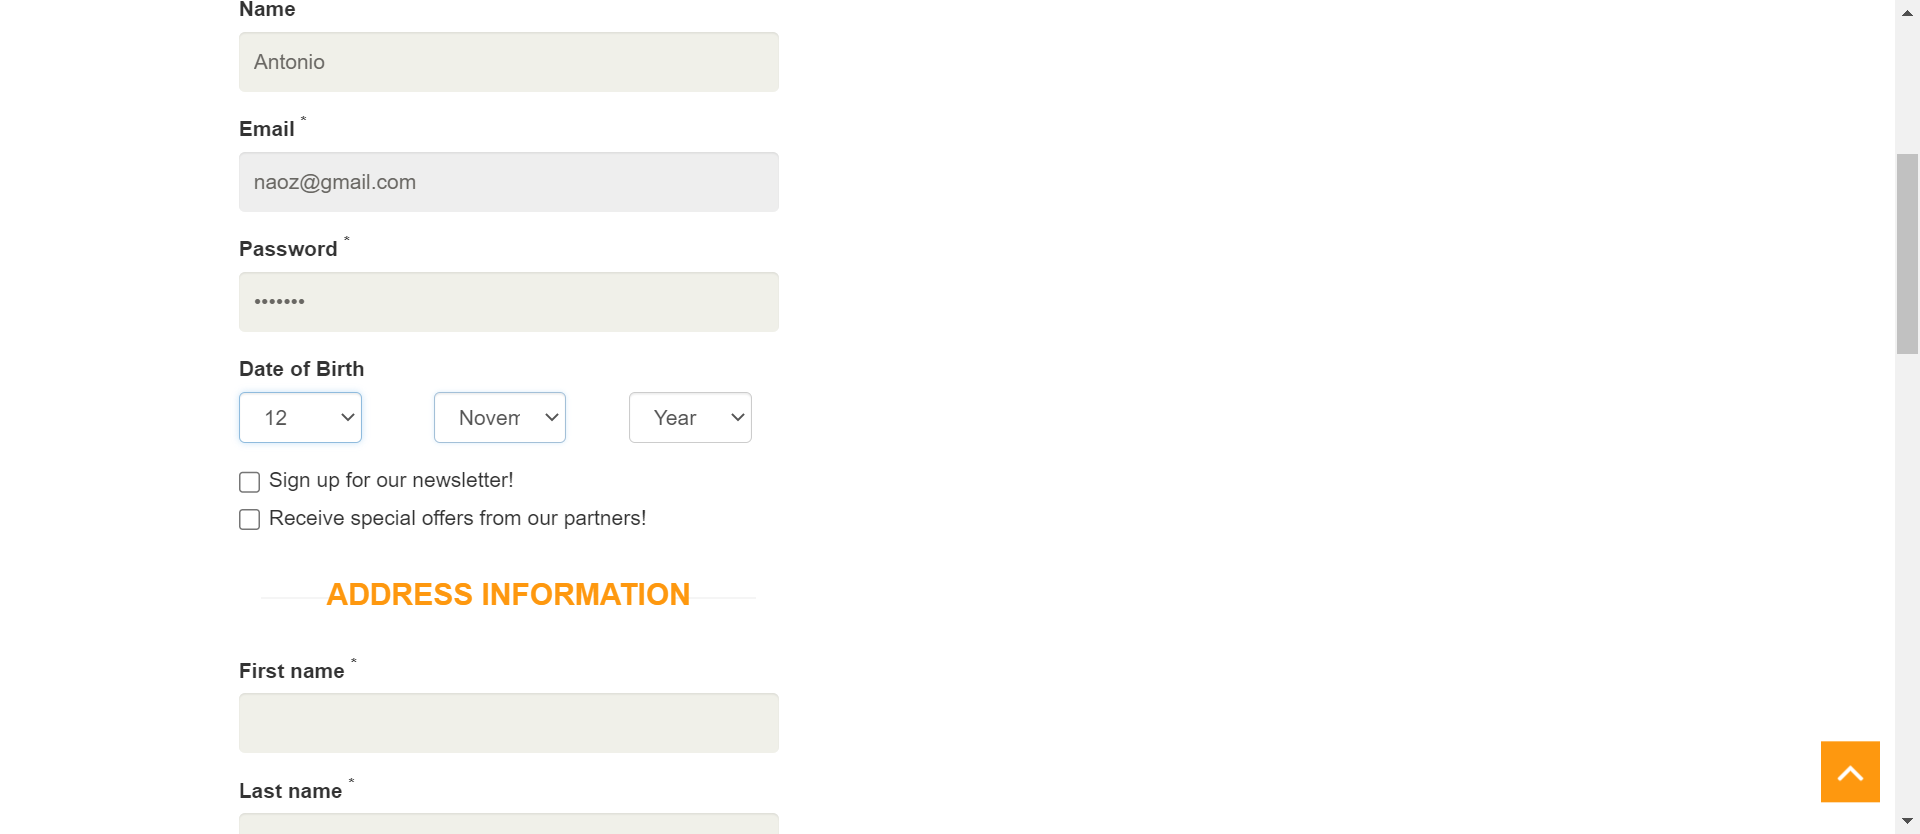 Name
Antonio
Email *
naoz@gmail.com
Password *
•••••••
Date of Birth
12 Novem Year
Sign up for our newsletter!
Receive special offers from our partners!
ADDRESS INFORMATION
First name *
Last name *